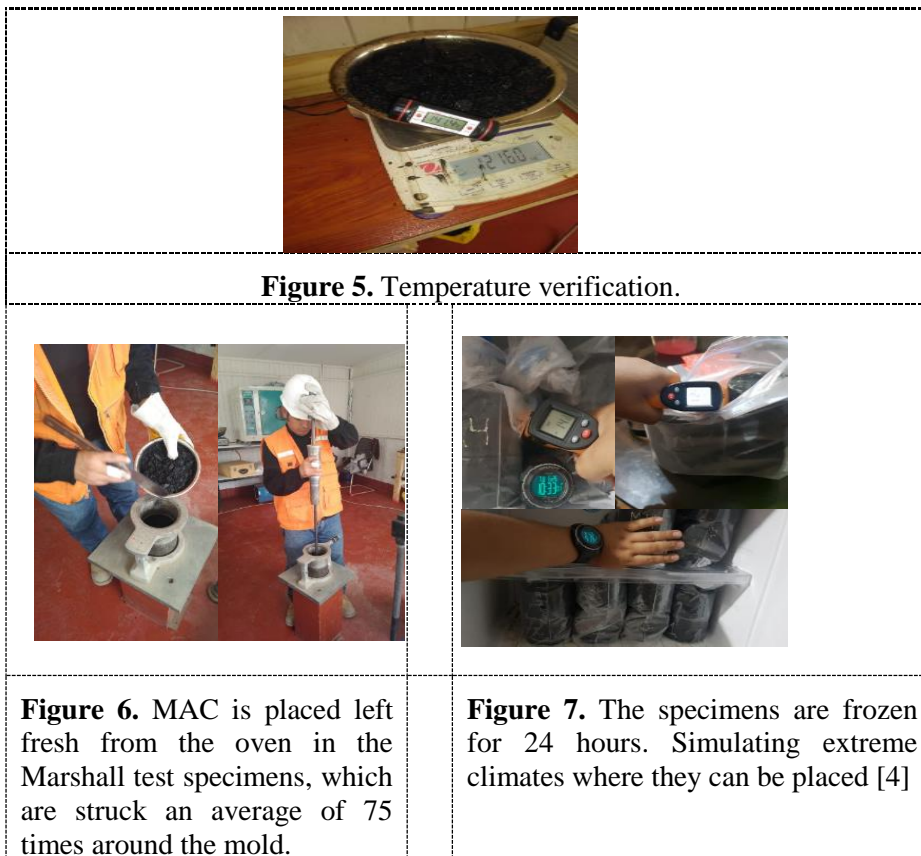 12160
Figure 5. Temperature verification.
Figure 6. MAC is placed left
fresh from the oven in the
Marshall test specimens, which
are struck an average of 75
times around the mold.
Figure 7. The specimens are frozen
for 24 hours. Simulating extreme
climates where they can be placed [4]